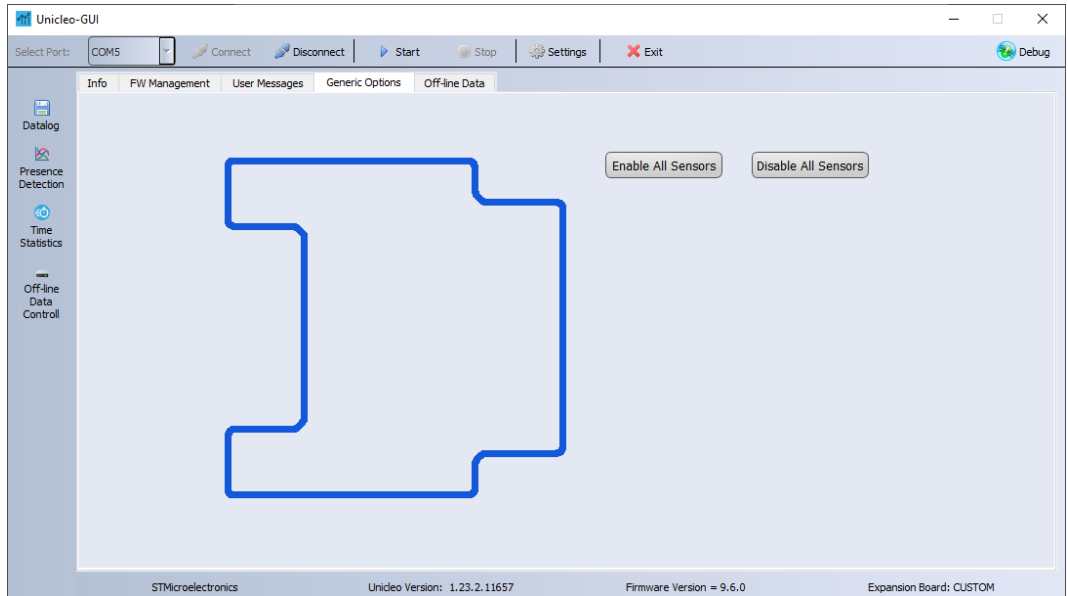 Unicleo-GUI
Select Port: COM5 Connect Disconnect Start Stop Settings Exit Debug
Info FW Management User Messages Generic Options Off-line Data
Datalog
Presence
Detection
Time
Statistics
Off-line
Data
Controll
Enable All Sensors Disable All Sensors
STMicroelectronics Unicleo Version: 1.23.2.11657 Firmware Version = 9.6.0 Expansion Board: CUSTOM